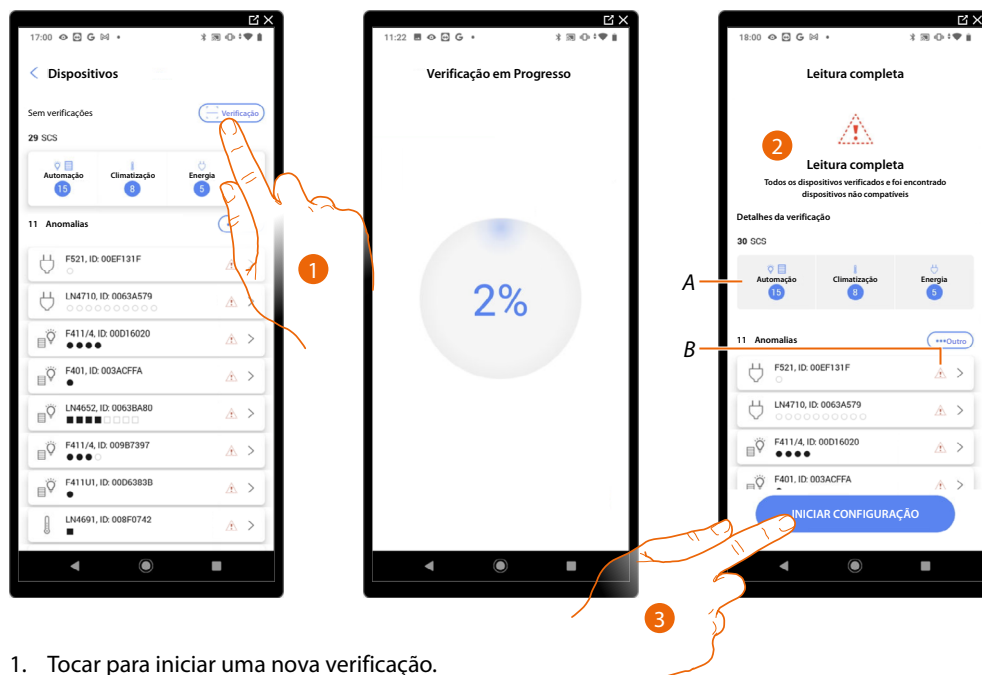 17:00
Dispositivos
Sem verificações
Verificação
29 SCS
Automação
Climatização
Energia
15
8
5
11 Anomalias
F521, ID: 00EF131F
LN4710, ID: 0063A579
F411/4, ID: 00D16020
F401, ID: 003ACFFA
LN4652, ID: 0063BA80
F411/4, ID: 009B7397
F411U1, ID: 00D6383B
LN4691, ID: 008F0742
1
11:22
Verificação em Progresso
2%
18:00
Leitura completa
2
Leitura completa
Todos os dispositivos verificados e foi encontrado
dispositivos não compatíveis
Detalhes da verificação
30 SCS
A
Automação
Climatização
Energia
15
8
5
B
11 Anomalias
•••Outro
F521, ID: 00EF131F
LN4710, ID: 0063A579
F411/4, ID: 00D16020
F401, ID: 003ACFFA
INICIAR CONFIGURAÇÃO
3
1. Tocar para iniciar uma nova verificação.